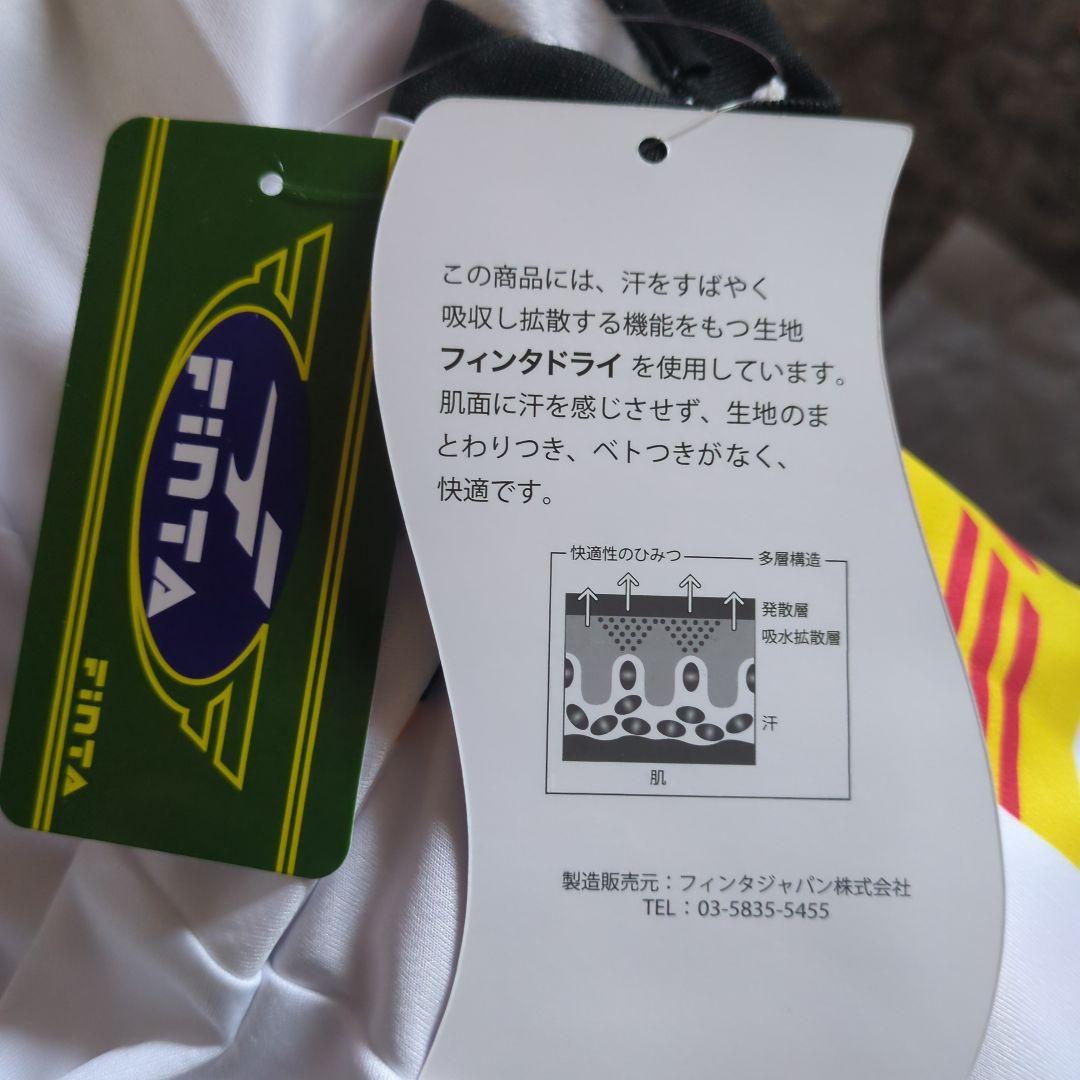 FinTA
FinTA
この商品には、汗をすばやく
吸収し拡散する機能をもつ生地
フィンタドライ を使用しています。
肌面に汗を感じさせず、生地のま
とわりつき、ベトつきがなく、
快適です。
快適性のひみつ
多層構造
発散層
吸水拡散層
汗
肌
製造販売元：フィンタジャパン株式会社
TEL：03-5835-5455